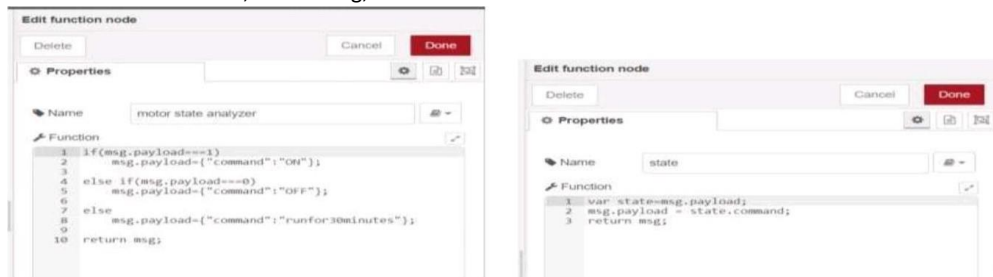 Edit function node
Delete Cancel Done
Properties
Name motor state analyzer
Function
1 if(msg.payload===1)
2 msg.payload={"command":"ON"};
3
4 else if(msg.payload===0)
5 msg.payload={"command":"OFF"};
6
7 else
8 msg.payload={"command":"runfor30minutes"};
9
10 return msg;
Edit function node
Delete Cancel Done
Properties
Name state
Function
1 var state=msg.payload;
2 msg.payload = state.command;
3 return msg;